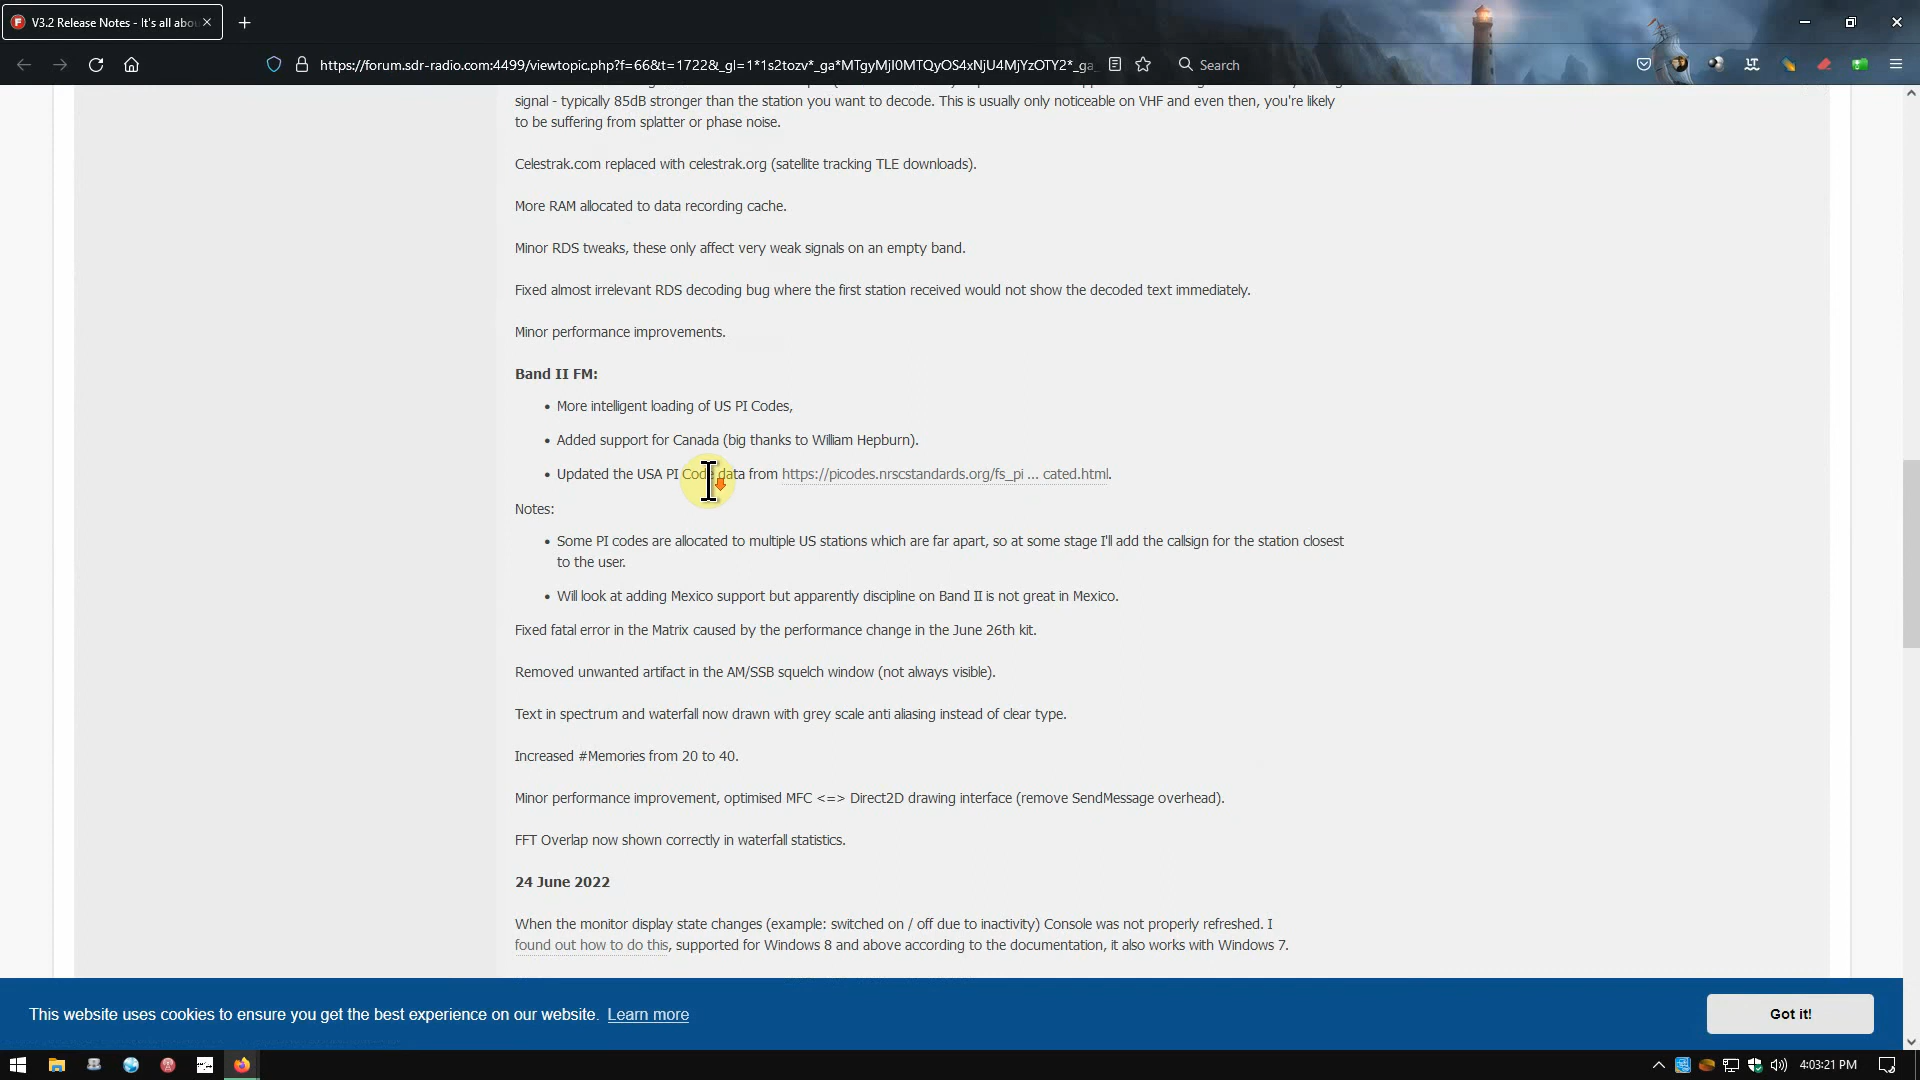 V3.2 Release Notes - It's all abou
https://forum.sdr-radio.com:4499/viewtopic.php?f=66&t=1722&_gl=1*1s2tozv*_ga*MTgyMjI0MTQyOS4xNjU4MjYzOTY2*_ga_
Search
signal - typically 85dB stronger than the station you want to decode. This is usually only noticeable on VHF and even then, you're likely
to be suffering from splatter or phase noise.
Celestrak.com replaced with celestrak.org (satellite tracking TLE downloads).
More RAM allocated to data recording cache.
Minor RDS tweaks, these only affect very weak signals on an empty band.
Fixed almost irrelevant RDS decoding bug where the first station received would not show the decoded text immediately.
Minor performance improvements.
Band II FM:
• More intelligent loading of US PI Codes,
• Added support for Canada (big thanks to William Hepburn).
• Updated the USA PI Code data from https://picodes.nrscstandards.org/fs_pi ... cated.html.
Notes:
• Some PI codes are allocated to multiple US stations which are far apart, so at some stage I'll add the callsign for the station closest
to the user.
• Will look at adding Mexico support but apparently discipline on Band II is not great in Mexico.
Fixed fatal error in the Matrix caused by the performance change in the June 26th kit.
Removed unwanted artifact in the AM/SSB squelch window (not always visible).
Text in spectrum and waterfall now drawn with grey scale anti aliasing instead of clear type.
Increased #Memories from 20 to 40.
Minor performance improvement, optimised MFC <=> Direct2D drawing interface (remove SendMessage overhead).
FFT Overlap now shown correctly in waterfall statistics.
24 June 2022
When the monitor display state changes (example: switched on / off due to inactivity) Console was not properly refreshed. I
found out how to do this, supported for Windows 8 and above according to the documentation, it also works with Windows 7.
This website uses cookies to ensure you get the best experience on our website. Learn more
Got it!
4:03:21 PM